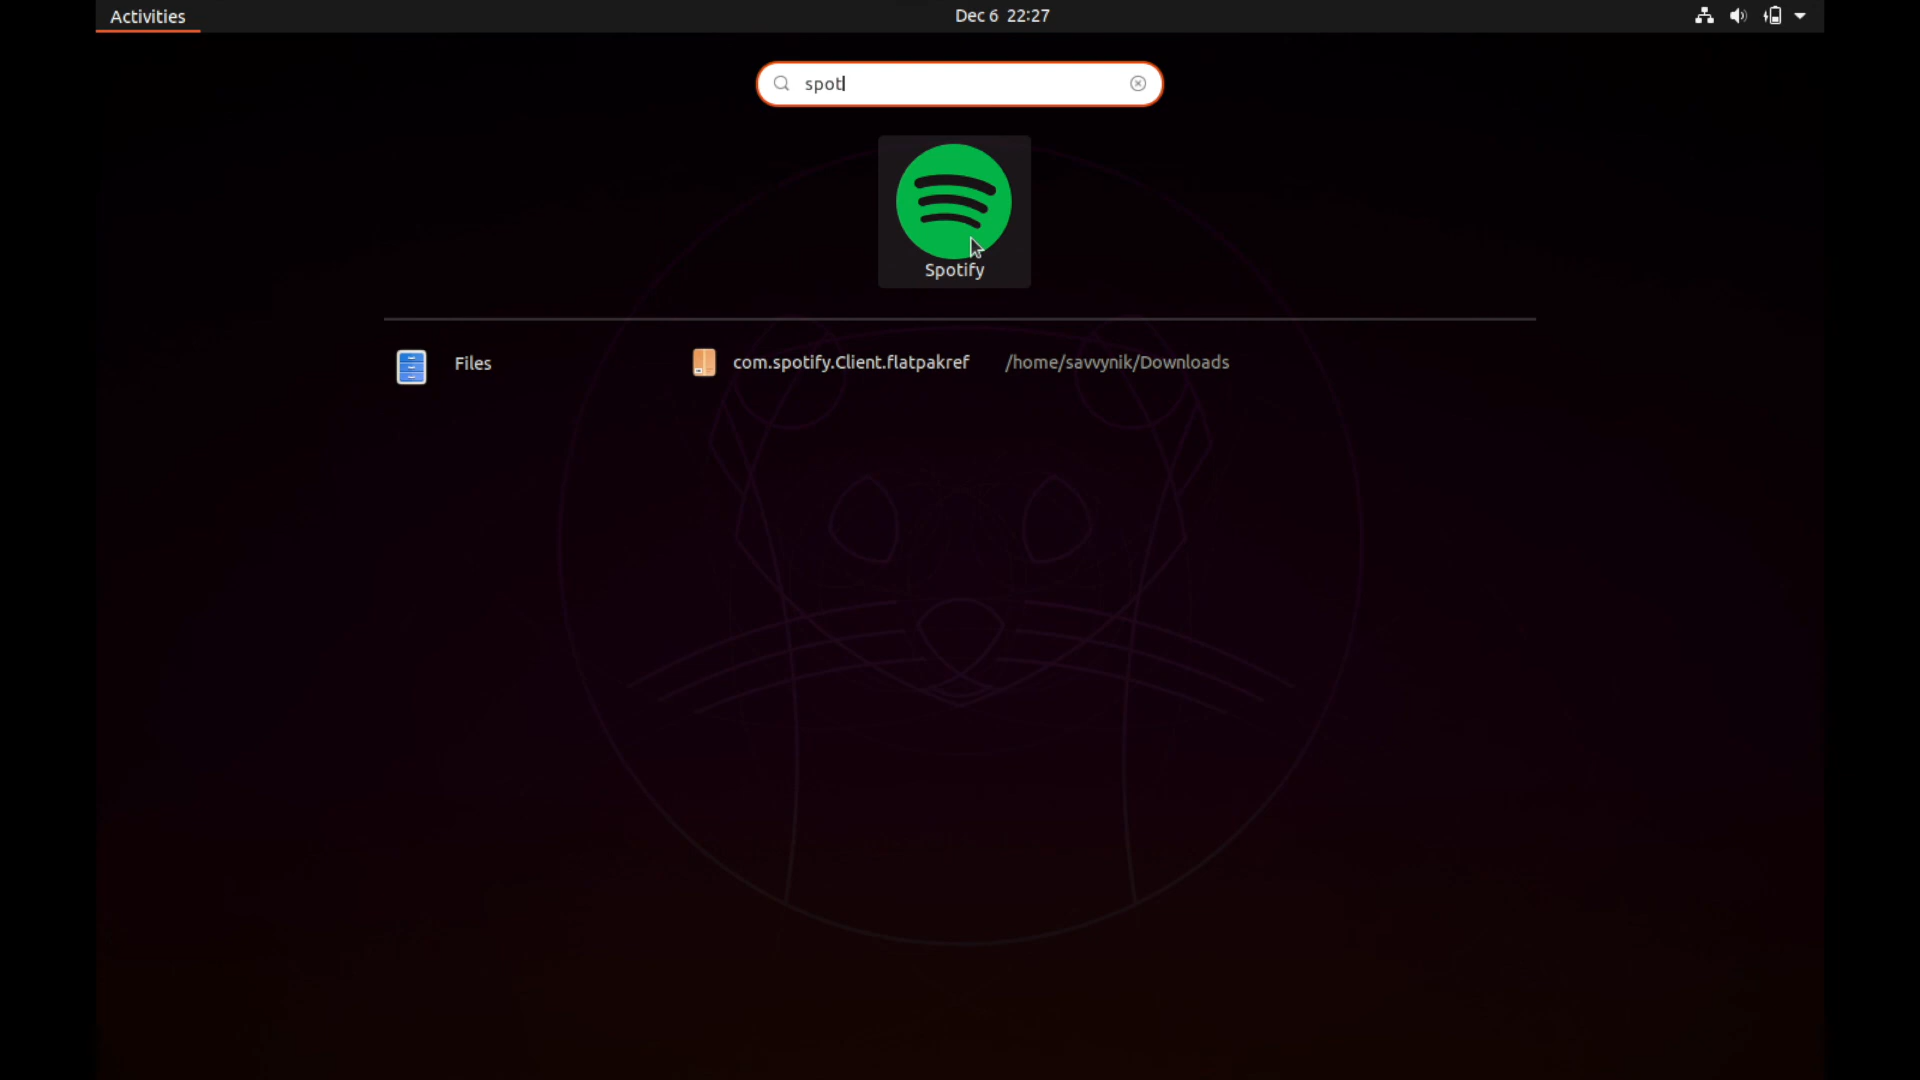 Activities
Dec 6 22:27
spot
Spotify
Files
com.spotify.Client.flatpakref /home/savvynik/Downloads